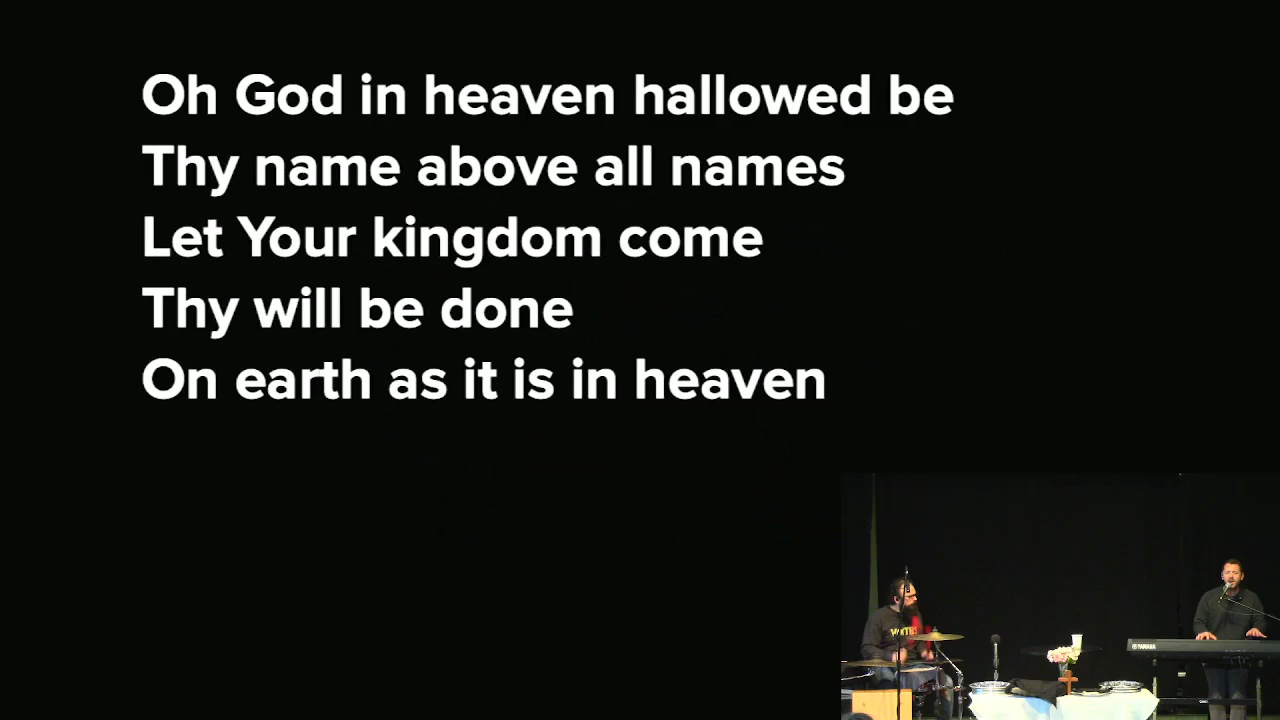 Oh God in heaven hallowed be
Thy name above all names
Let Your kingdom come
Thy will be done
On earth as it is in heaven
YAMAHA